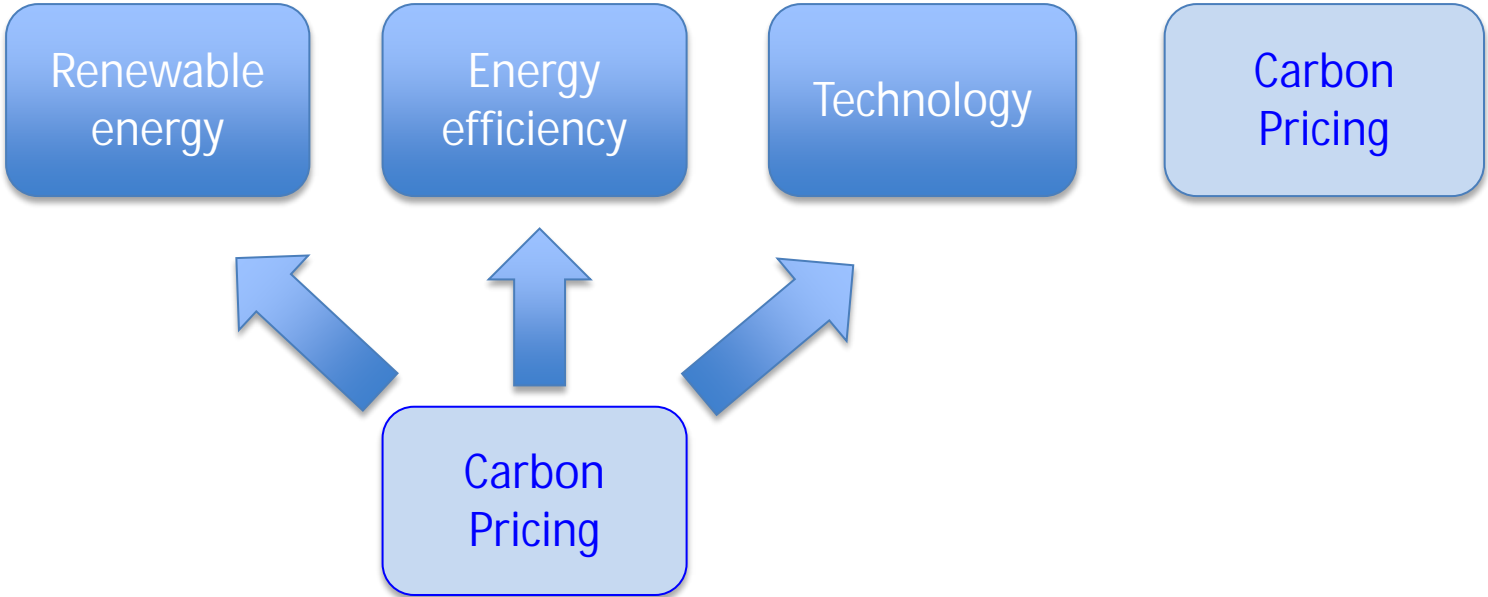 Renewable
energy
Energy
efficiency
Technology
Carbon
Pricing
Carbon
Pricing